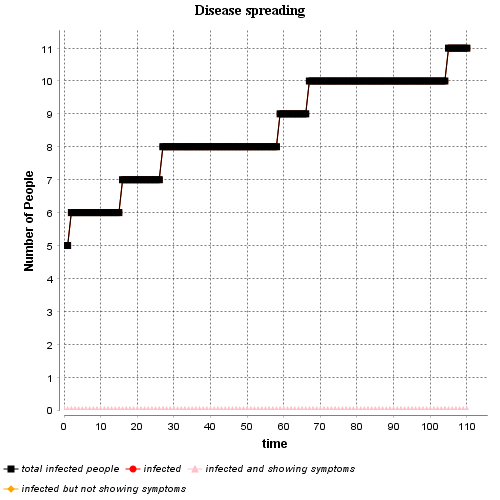 Disease spreading
Number of People
11
10
9
8
7
6
5
4
3
2
1
0
0 10 20 30 40 50 60 70 80 90 100 110
time
total infected people infected infected and showing symptoms
infected but not showing symptoms